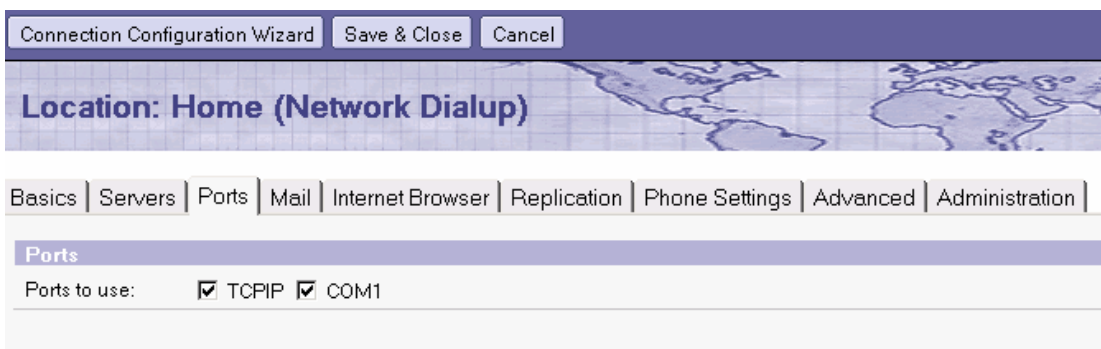 Connection Configuration Wizard Save & Close Cancel
Location: Home (Network Dialup)
Basics Servers Ports Mail Internet Browser Replication Phone Settings Advanced Administration
Ports
Ports to use: TCPIP COM1